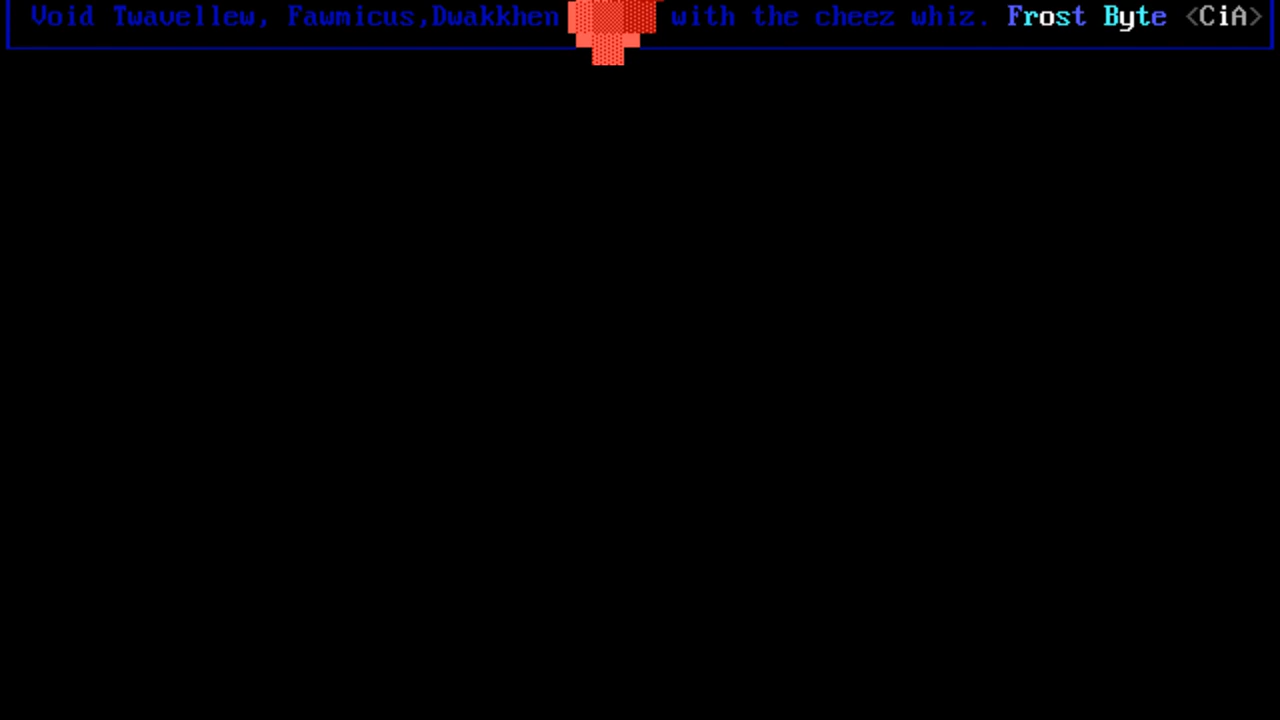 Void Twavellew, Fawmicus,Dwakkhen with the cheez whiz. Frost Byte <CiA>